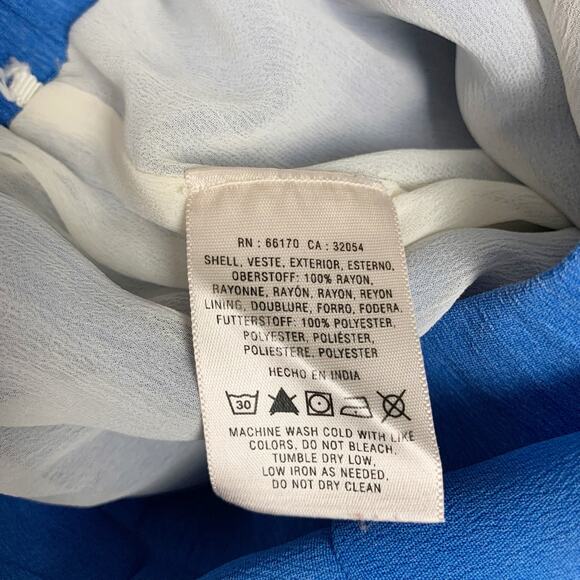 RN : 66170 CA : 32054
SHELL, VESTE, EXTERIOR, ESTERNO,
OBERSTOFF: 100% RAYON,
RAYONNE, RAYÓN, RAYON, REYON
LINING, DOUBLURE, FORRO, FODERA.
FUTTERSTOFF: 100% POLYESTER,
POLYESTER, POLIÉSTER,
POLIESTERE, POLYESTER
HECHO EN INDIA
30
MACHINE WASH COLD WITH LIKE
COLORS, DO NOT BLEACH,
TUMBLE DRY LOW,
LOW IRON AS NEEDED,
DO NOT DRY CLEAN